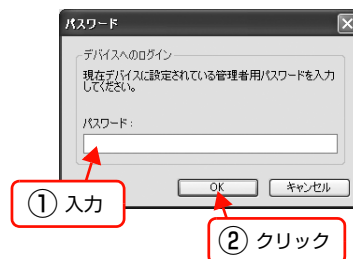 パスワード
デバイスへのログイン
現在デバイスに設定されている管理者用パスワードを入力
してください。
パスワード：
OK キャンセル
① 入力
② クリック